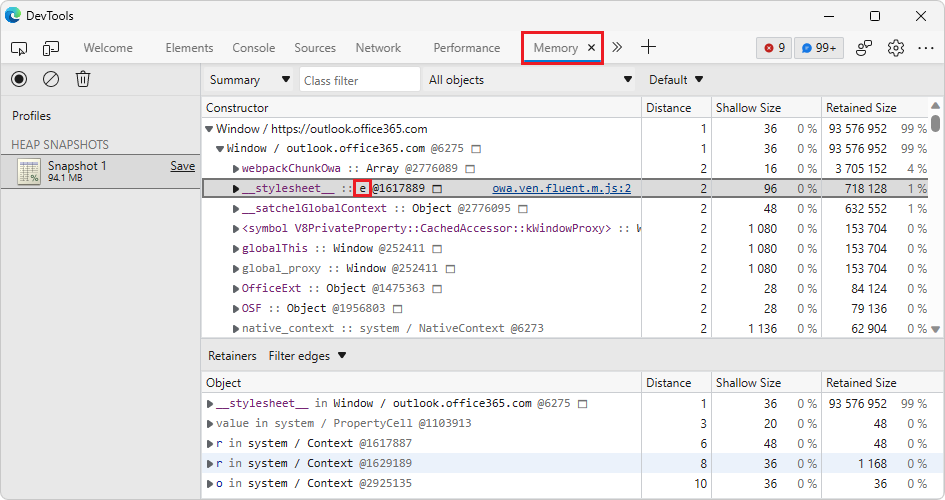 DevTools
Welcome Elements Console Sources Network Performance Memory 9 99+
Summary Class filter All objects Default
Profiles
HEAP SNAPSHOTS
Snapshot 1 Save
94.1 MB
%
Constructor Distance Shallow Size Retained Size
Window / https://outlook.office365.com 1 36 0 % 93 576 952 99 %
Window / outlook.office365.com @6275 1 36 0 % 93 576 952 99 %
webpackChunkOwa :: Array @2776089 2 16 0 % 3 705 152 4 %
__stylesheet__ :: e @1617889 owa.ven.fluent.m.js:2 2 96 0 % 718 128 1 %
__satchelGlobalContext :: Object @2776095 2 48 0 % 632 552 1 %
<symbol V8PrivateProperty::CachedAccessor::kWindowProxy> :: W 2 1 080 0 % 153 704 0 %
globalThis :: Window @252411 2 1 080 0 % 153 704 0 %
global_proxy :: Window @252411 2 1 080 0 % 153 704 0 %
OfficeExt :: Object @1475363 2 28 0 % 84 124 0 %
OSF :: Object @1956803 2 28 0 % 79 136 0 %
native_context :: system / NativeContext @6273 2 1 136 0 % 62 904 0 %
Retainers Filter edges
Object Distance Shallow Size Retained Size
__stylesheet__ in Window / outlook.office365.com @6275 1 36 0 % 93 576 952 99 %
value in system / PropertyCell @1103913 3 20 0 % 48 0 %
r in system / Context @1617887 6 48 0 % 48 0 %
r in system / Context @1629189 8 36 0 % 1 168 0 %
o in system / Context @2925135 10 36 0 % 36 0 %